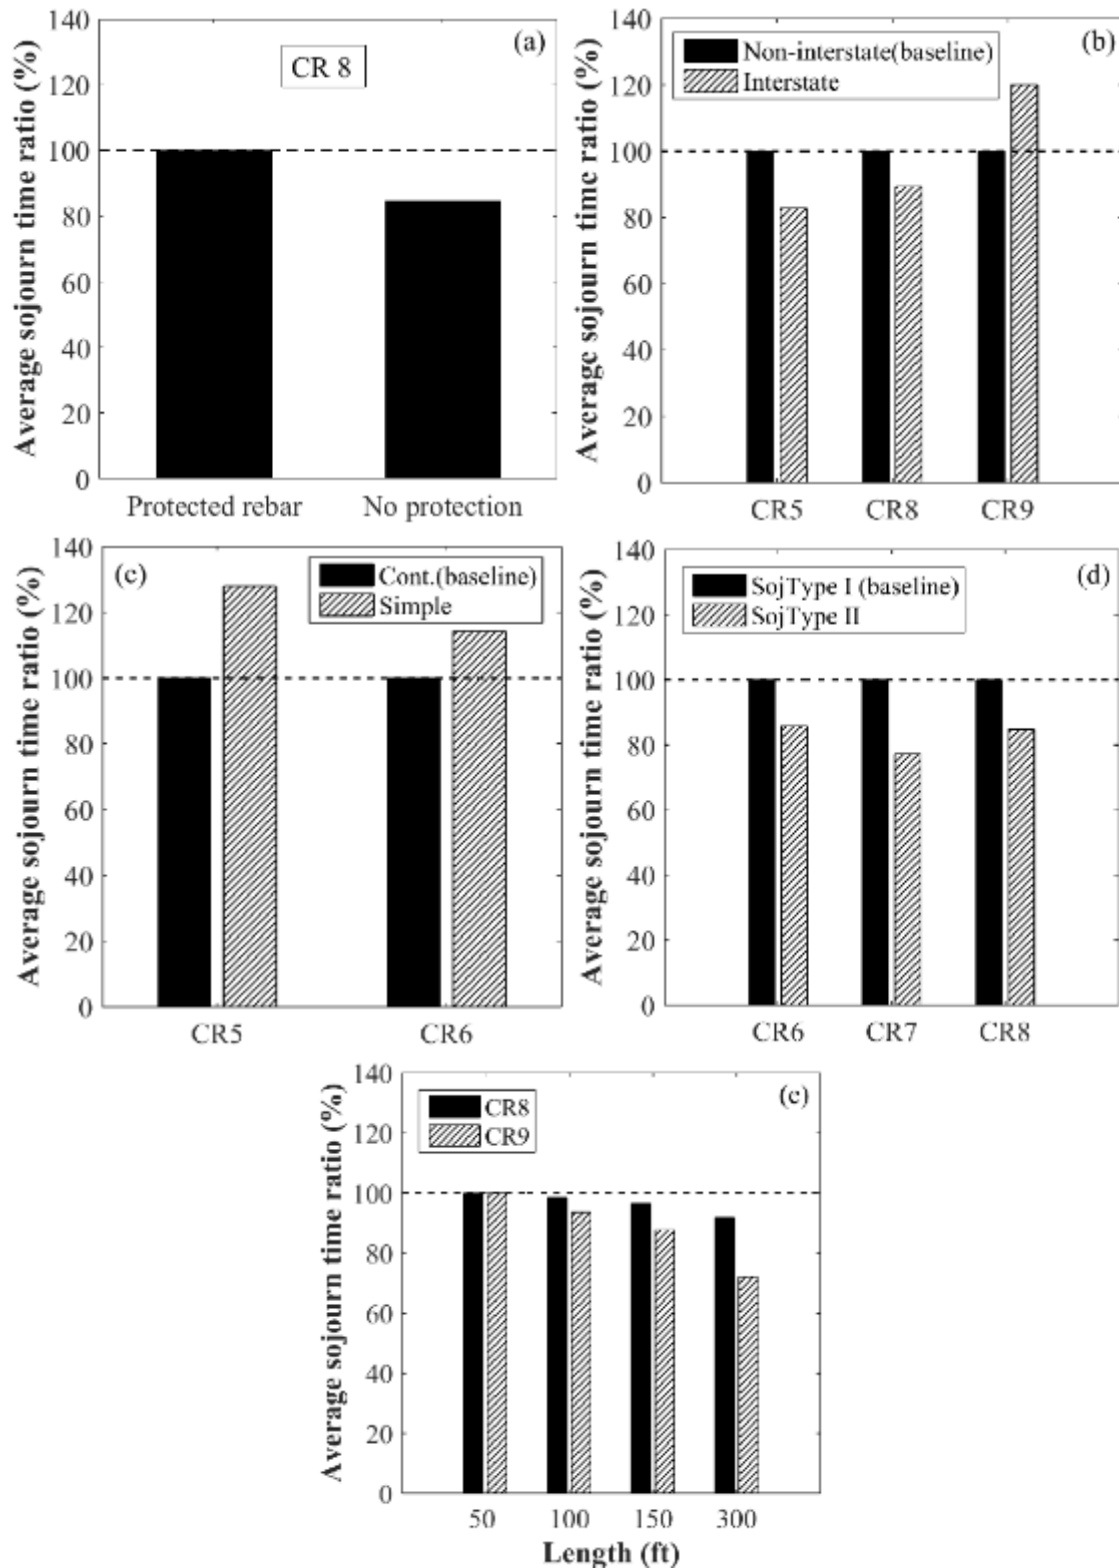 Average sojourn time ratio (%)
140
120
100
80
60
40
20
0
(a)
CR 8
Protected rebar
No protection
Average sojourn time ratio (%)
140
120
100
80
60
40
20
0
(b)
Non-interstate(baseline)
Interstate
CR5
CR8
CR9
Average sojourn time ratio (%)
140
120
100
80
60
40
20
0
(c)
Cont.(baseline)
Simple
CR5
CR6
Average sojourn time ratio (%)
140
120
100
80
60
40
20
0
(d)
SojType I (baseline)
SojType II
CR6
CR7
CR8
Average sojourn time ratio (%)
140
120
100
80
60
40
20
0
(e)
CR8
CR9
50
100
150
300
Length (ft)